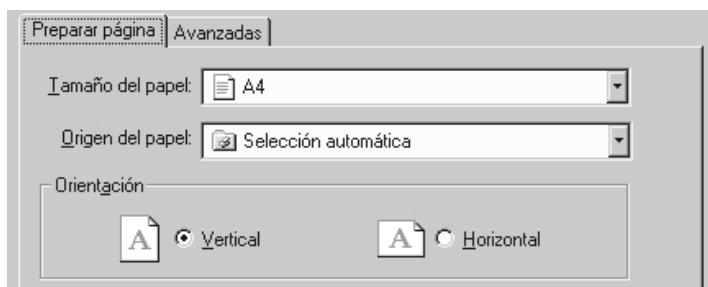 Preparar página Avanzadas
Tamaño del papel: A4
Origen del papel: Selección automática
Orientación
A Vertical A Horizontal